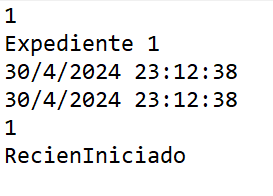 1
Expediente 1
30/4/2024 23:12:38
30/4/2024 23:12:38
1
RecienIniciado